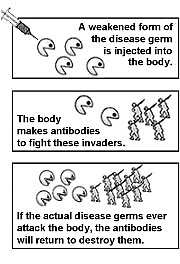 A weakened form of
the disease germ
is injected into
the body.
The body
makes antibodies
to fight these invaders.
If the actual disease germs ever
attack the body, the antibodies
will return to destroy them.